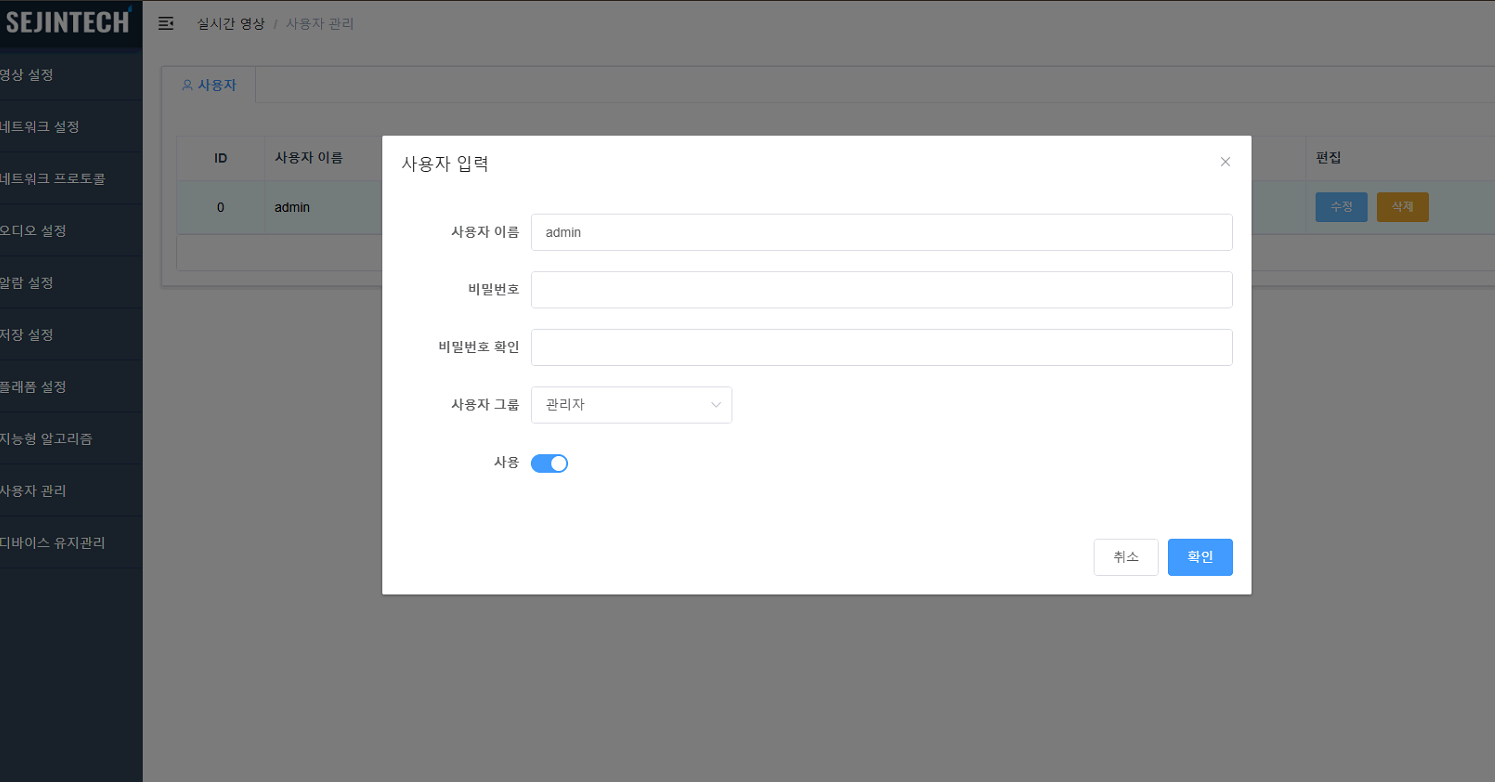 SEJINTECH
실시간 영상 / 사용자 관리
영상 설정
네트워크 설정
네트워크 프로토콜
오디오 설정
알람 설정
저장 설정
플래폼 설정
지능형 알고리즘
사용자 관리
디바이스 유지관리
사용자
ID 사용자 이름 편집
0 admin 수정 삭제
사용자 입력
사용자 이름 admin
비밀번호
비밀번호 확인
사용자 그룹 관리자
사용
취소 확인